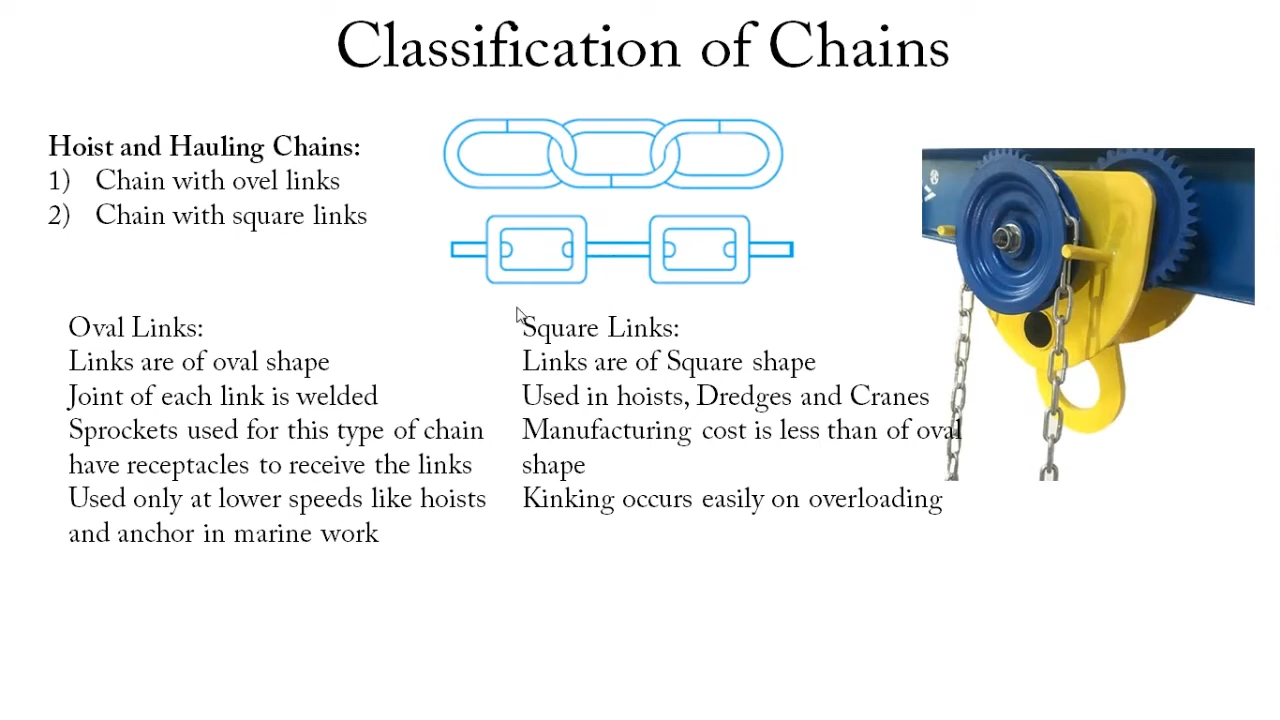 Classification of Chains
Hoist and Hauling Chains:
1) Chain with ovel links
2) Chain with square links
Oval Links:
Links are of oval shape
Joint of each link is welded
Sprockets used for this type of chain
have receptacles to receive the links
Used only at lower speeds like hoists
and anchor in marine work
Square Links:
Links are of Square shape
Used in hoists, Dredges and Cranes
Manufacturing cost is less than of oval
shape
Kinking occurs easily on overloading